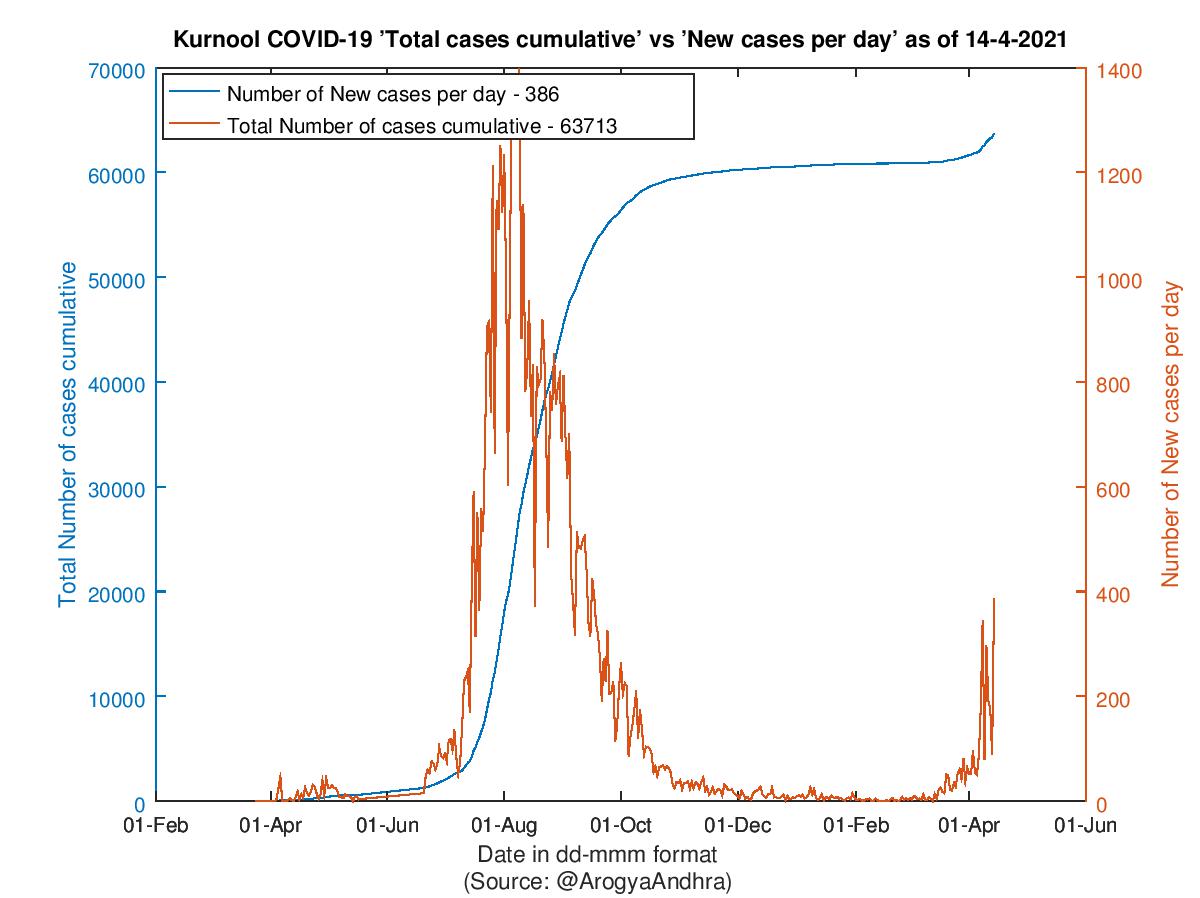 Kurnool COVID-19 ’Total cases cumulative’ vs ’New cases per day’ as of 14-4-2021
Number of New cases per day - 386
Total Number of cases cumulative - 63713
70000
60000
50000
40000
30000
20000
10000
0
Total Number of cases cumulative
1400
1200
1000
800
600
400
200
0
Number of New cases per day
01-Feb 01-Apr 01-Jun 01-Aug 01-Oct 01-Dec 01-Feb 01-Apr 01-Jun
Date in dd-mmm format
(Source: @ArogyaAndhra)